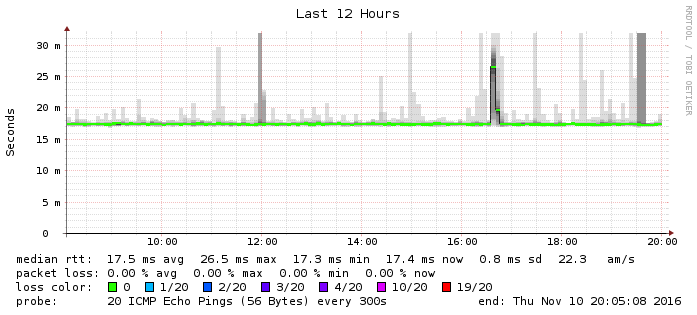 Last 12 Hours
RRDTOOL / TOBI OETIKER
Seconds
30 m
25 m
20 m
15 m
10 m
5 m
0
10:00 12:00 14:00 16:00 18:00 20:00
median rtt: 17.5 ms avg 26.5 ms max 17.3 ms min 17.4 ms now 0.8 ms sd 22.3 am/s
packet loss: 0.00 % avg 0.00 % max 0.00 % min 0.00 % now
loss color: 0 1/20 2/20 3/20 4/20 10/20 19/20
probe: 20 ICMP Echo Pings (56 Bytes) every 300s end: Thu Nov 10 20:05:08 2016